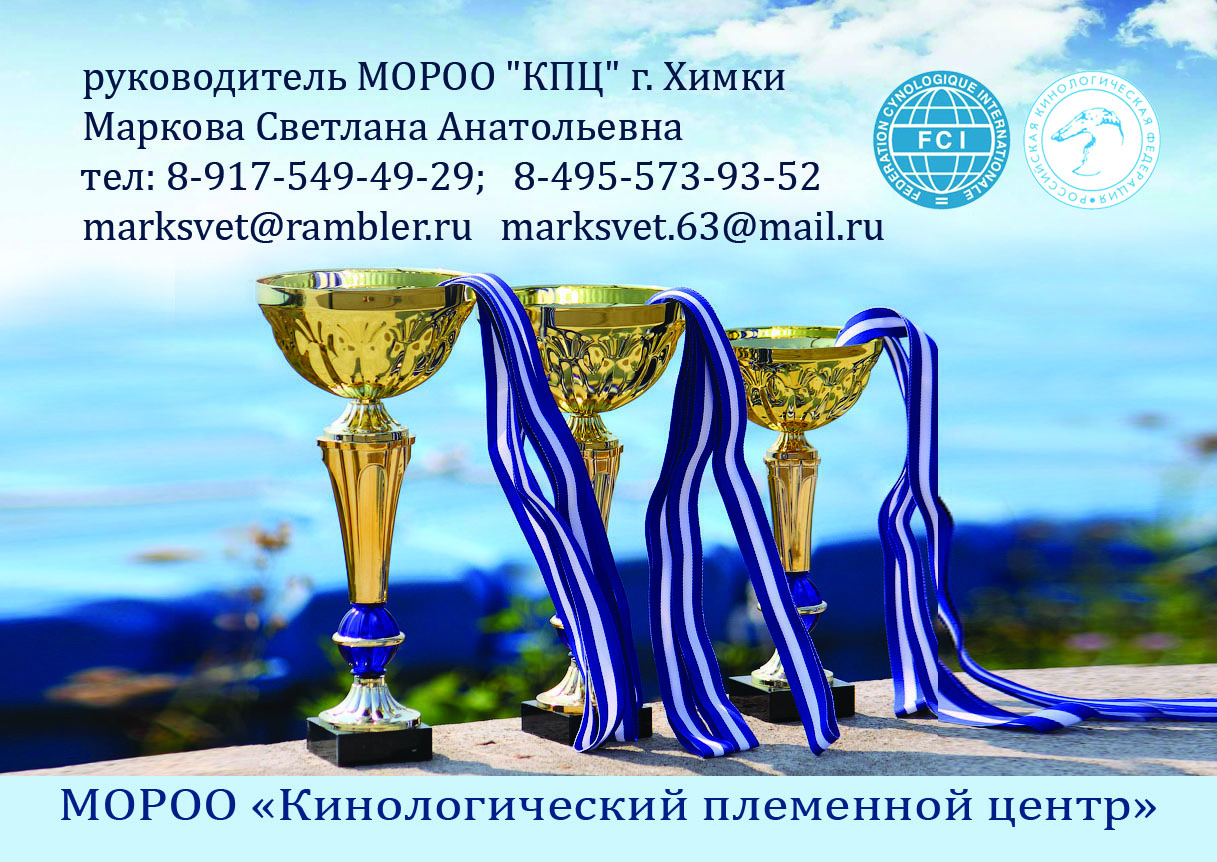 руководитель МОРОО "КПЦ" г. Химки
Маркова Светлана Анатольевна
тел: 8-917-549-49-29; 8-495-573-93-52
marksvet@rambler.ru marksvet.63@mail.ru
FEDERATION CYNOLOGIQUE INTERNATIONALE
FCI
РОССИЙСКАЯ КИНОЛОГИЧЕСКАЯ ФЕДЕРАЦИЯ
МОРОО «Кинологический племенной центр»